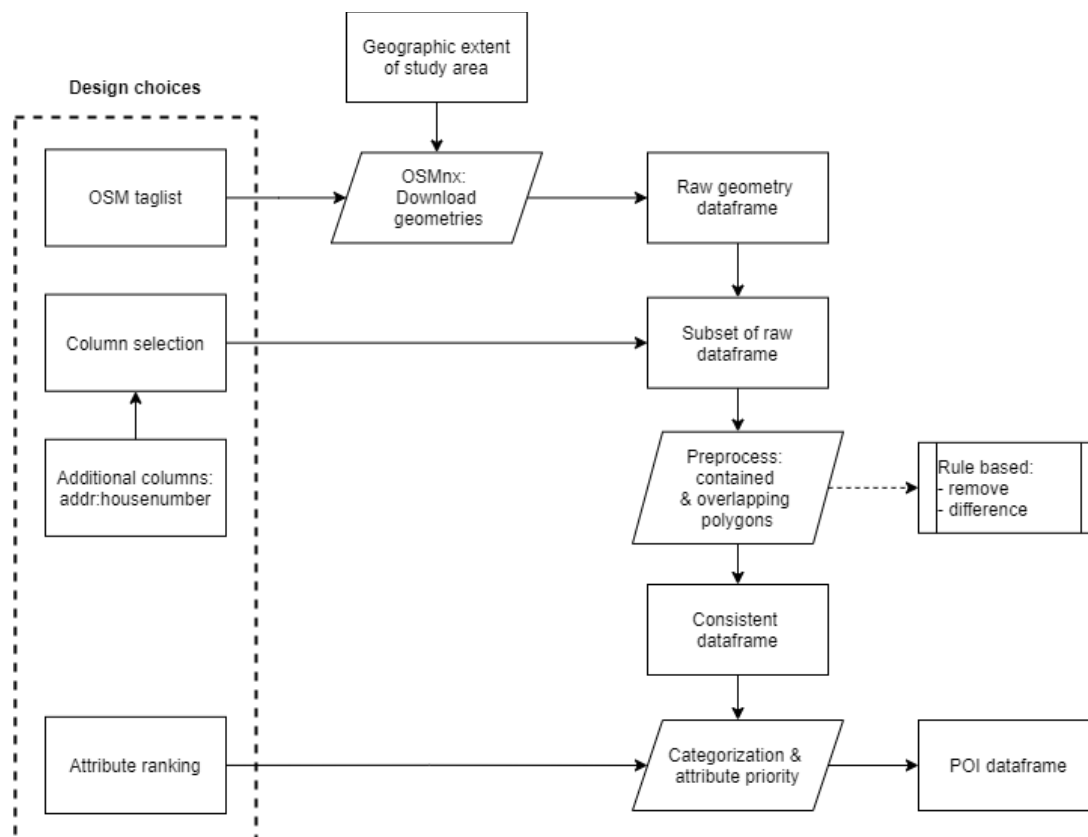 Geographic extent
of study area
Design choices
OSM taglist
OSMnx:
Download
geometries
Raw geometry
dataframe
Column selection
Subset of raw
dataframe
Additional columns:
addr:housenumber
Preprocess:
contained
& overlapping
polygons
Rule based:
- remove
- difference
Consistent
dataframe
Attribute ranking
Categorization &
attribute priority
POI dataframe